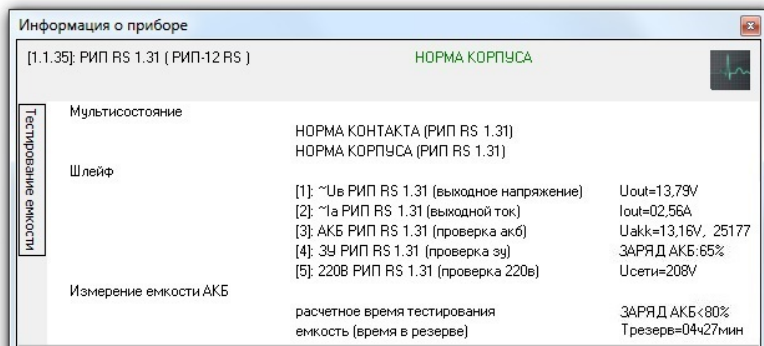 Информация о приборе
[1.1.35]: РИП RS 1.31 ( РИП-12 RS ) НОРМА КОРПУСА
Тестирование емкости
Мультисостояние
НОРМА КОНТАКТА (РИП RS 1.31)
НОРМА КОРПУСА (РИП RS 1.31)
Шлейф
[1]: ~Uв РИП RS 1.31 (выходное напряжение) Uout=13,79V
[2]: ~Ia РИП RS 1.31 (выходной ток) Iout=02,56A
[3]: АКБ РИП RS 1.31 (проверка акб) Uakk=13,16V, 25177
[4]: ЗУ РИП RS 1.31 (проверка зу) ЗАРЯД АКБ:65%
[5]: 220В РИП RS 1.31 (проверка 220в) Uсети=208V
Измерение емкости АКБ
расчетное время тестирования ЗАРЯД АКБ<80%
емкость (время в резерве) Tрезерв=04ч27мин